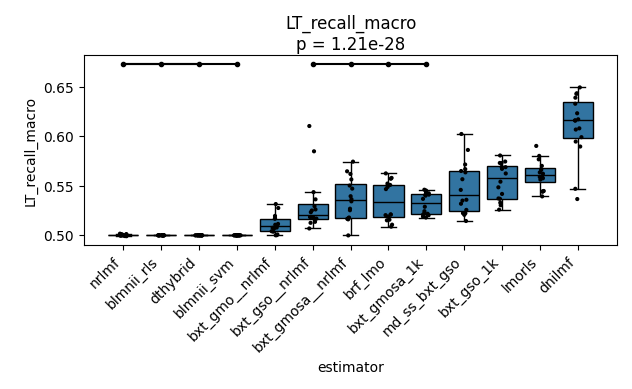 LT_recall_macro
p = 1.21e-28
LT_recall_macro
0.65
0.60
0.55
0.50
nrlmf
blmnii_rls
dthybrid
blmnii_svm
bxt_gmo__nrlmf
bxt_gso__nrlmf
bxt_gmosa__nrlmf
brf_lmo
bxt_gmosa_1k
md_ss_bxt_gso
bxt_gso_1k
lmorls
dnilmf
estimator